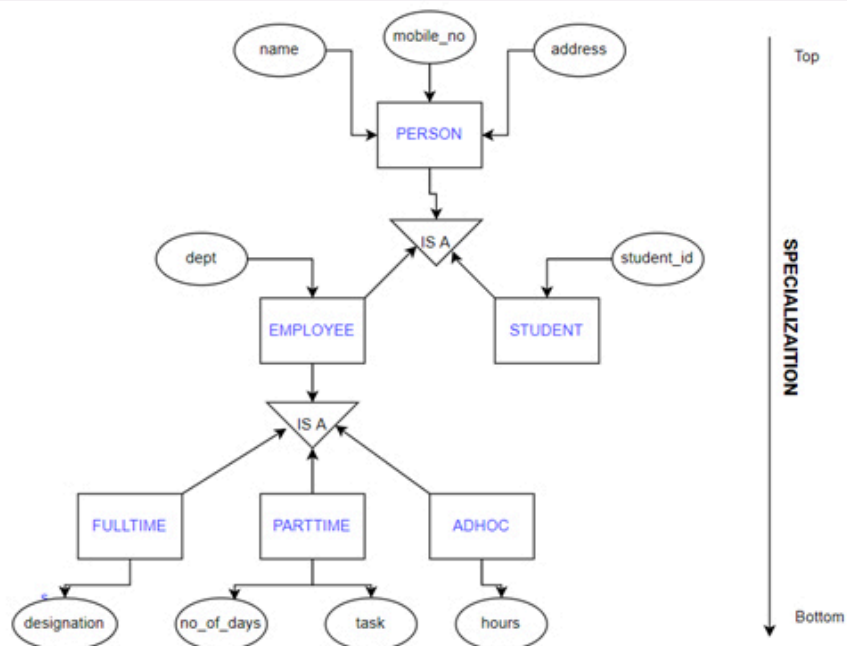 mobile_no
name
address
Top
PERSON
IS A
dept
student_id
SPECIALIZAITION
EMPLOYEE
STUDENT
IS A
FULLTIME
PARTTIME
ADHOC
designation
no_of_days
task
hours
Bottom